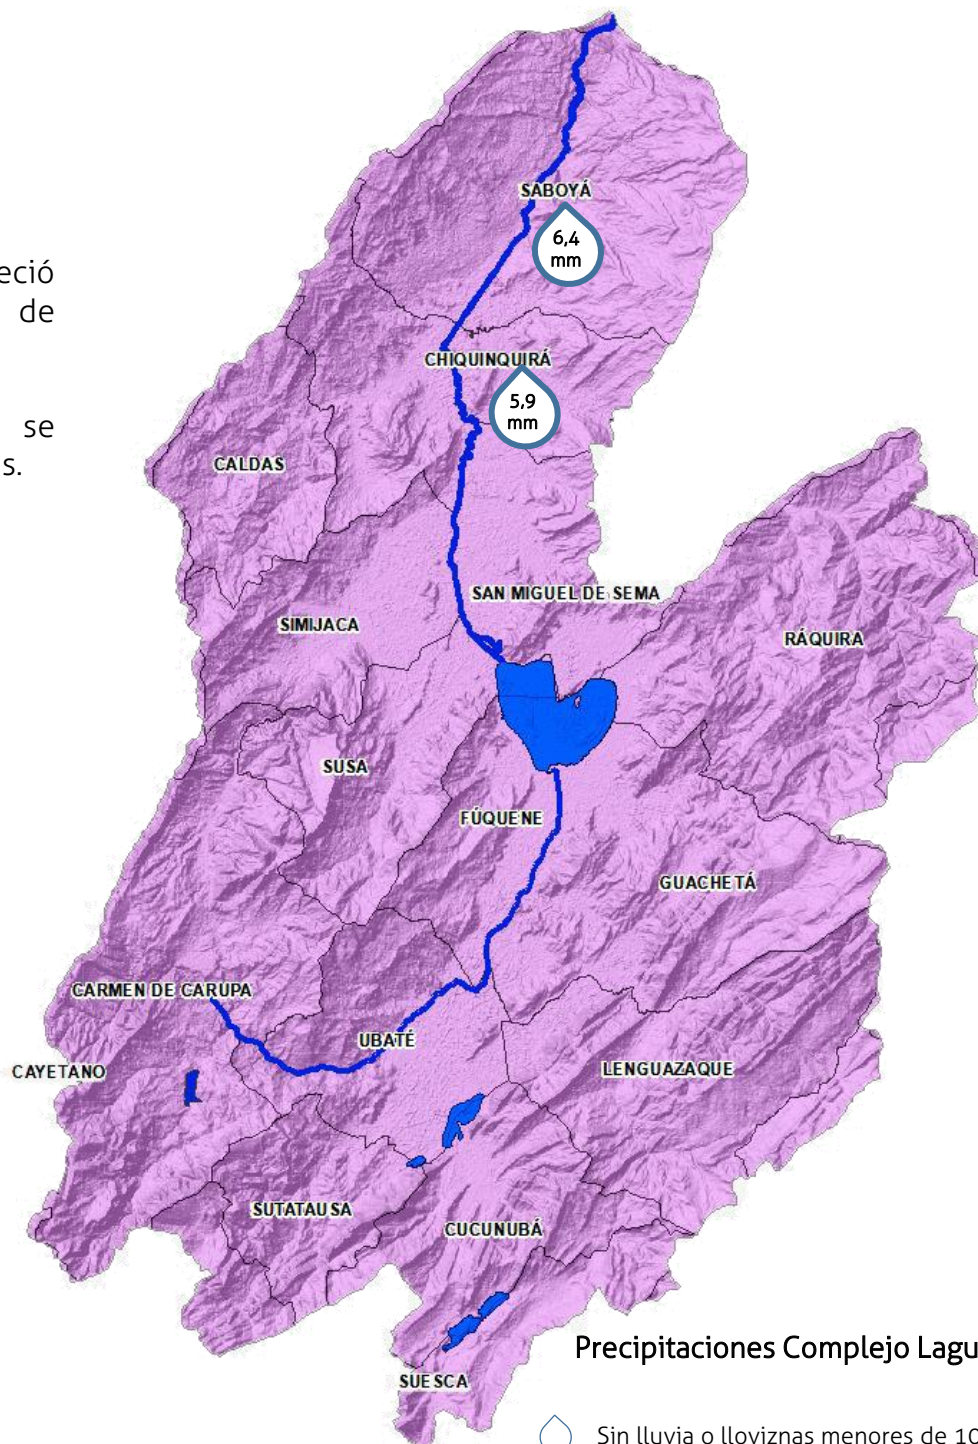 SABOYÁ
6,4
mm
eció
de
CHIQUINQUIRÁ
5,9
mm
se
s.
CALDAS
SAN MIGUEL DE SEMA
SIMIJACA
RÁQUIRA
SUSA
FÚQUENE
GUACHETÁ
CARMEN DE CARUPA
UBATÉ
CAYETANO
LENGUAZAQUE
SUTATAUSA
CUCUNUBÁ
Precipitaciones Complejo Lagu
SUESCA
Sin lluvia o lloviznas menores de 10